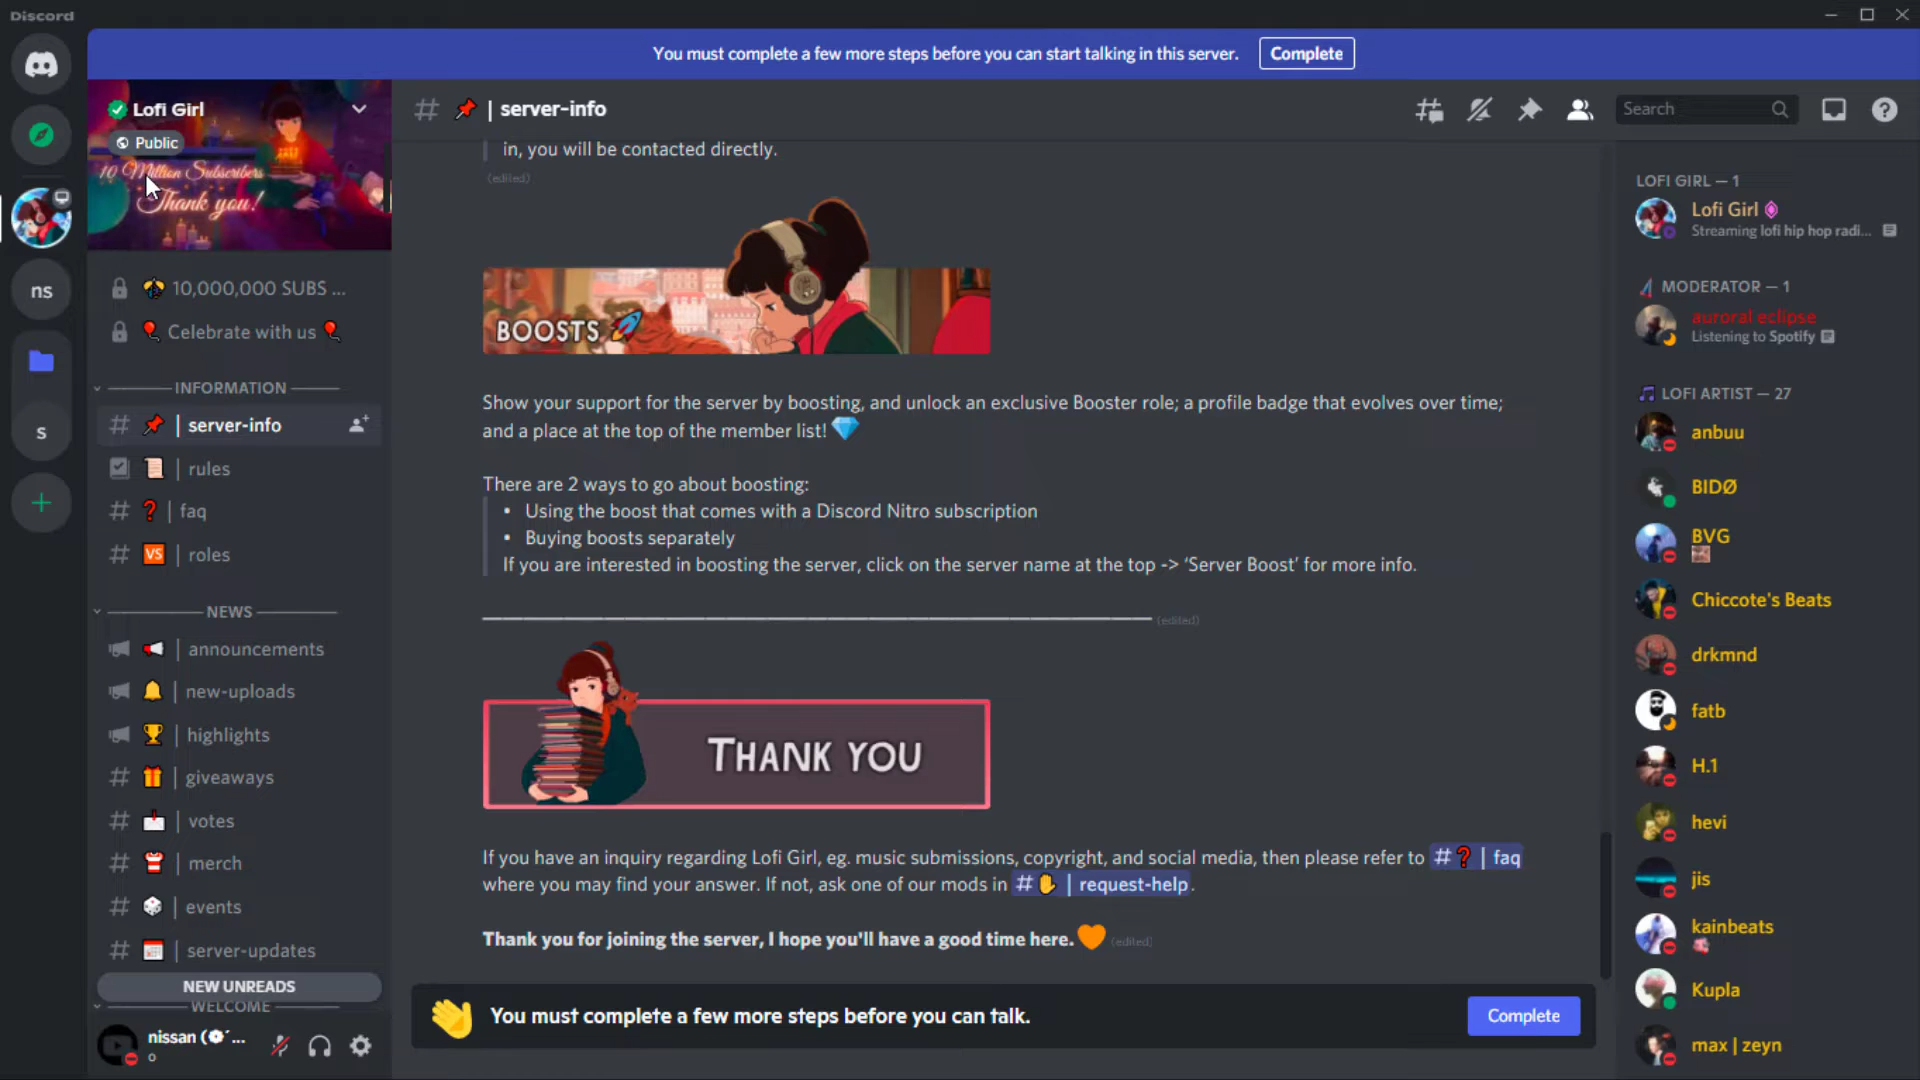 Discord
You must complete a few more steps before you can start talking in this server.
Complete
Lofi Girl
Public
10 Million Subscribers
Thank you!
10,000,000 SUBS ...
Celebrate with us
INFORMATION
| server-info
| rules
| faq
VS | roles
NEWS
| announcements
| new-uploads
| highlights
| giveaways
| votes
| merch
| events
| server-updates
NEW UNREADS
WELCOME
nissan (❁´...
ns
s
# | server-info
Search
in, you will be contacted directly.
(edited)
BOOSTS
Show your support for the server by boosting, and unlock an exclusive Booster role; a profile badge that evolves over time;
and a place at the top of the member list!
There are 2 ways to go about boosting:
• Using the boost that comes with a Discord Nitro subscription
• Buying boosts separately
If you are interested in boosting the server, click on the server name at the top -> ‘Server Boost’ for more info.
(edited)
THANK YOU
If you have an inquiry regarding Lofi Girl, eg. music submissions, copyright, and social media, then please refer to #❓ | faq
where you may find your answer. If not, ask one of our mods in #✋ | request-help.
Thank you for joining the server, I hope you'll have a good time here. 🧡 (edited)
You must complete a few more steps before you can talk.
Complete
LOFI GIRL — 1
Lofi Girl
Streaming lofi hip hop radi...
MODERATOR — 1
auroral eclipse
Listening to Spotify
LOFI ARTIST — 27
anbuu
BIDØ
BVG
Chiccote's Beats
drkmnd
fatb
H.1
hevi
jis
kainbeats
Kupla
max | zeyn